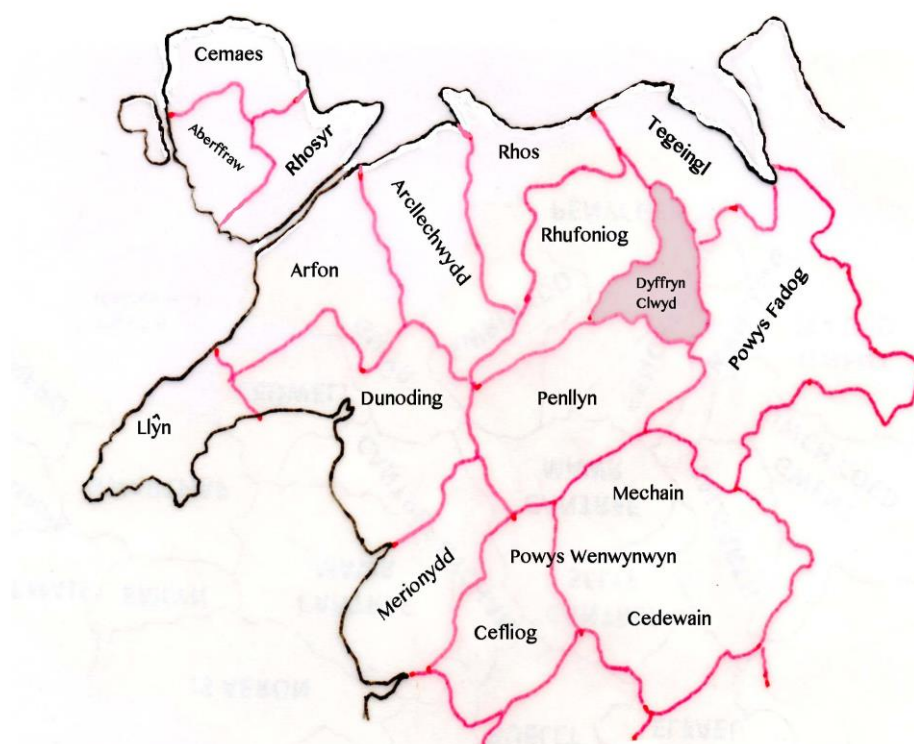 Cemaes
Aberffraw
Rhosyr
Rhos
Tegeingl
Arcllechwydd
Rhufoniog
Arfon
Dyffryn
Clwyd
Powys Fadog
Dunoding
Penllyn
Llŷn
Mechain
Powys Wenwynwyn
Merionydd
Cefliog
Cedewain